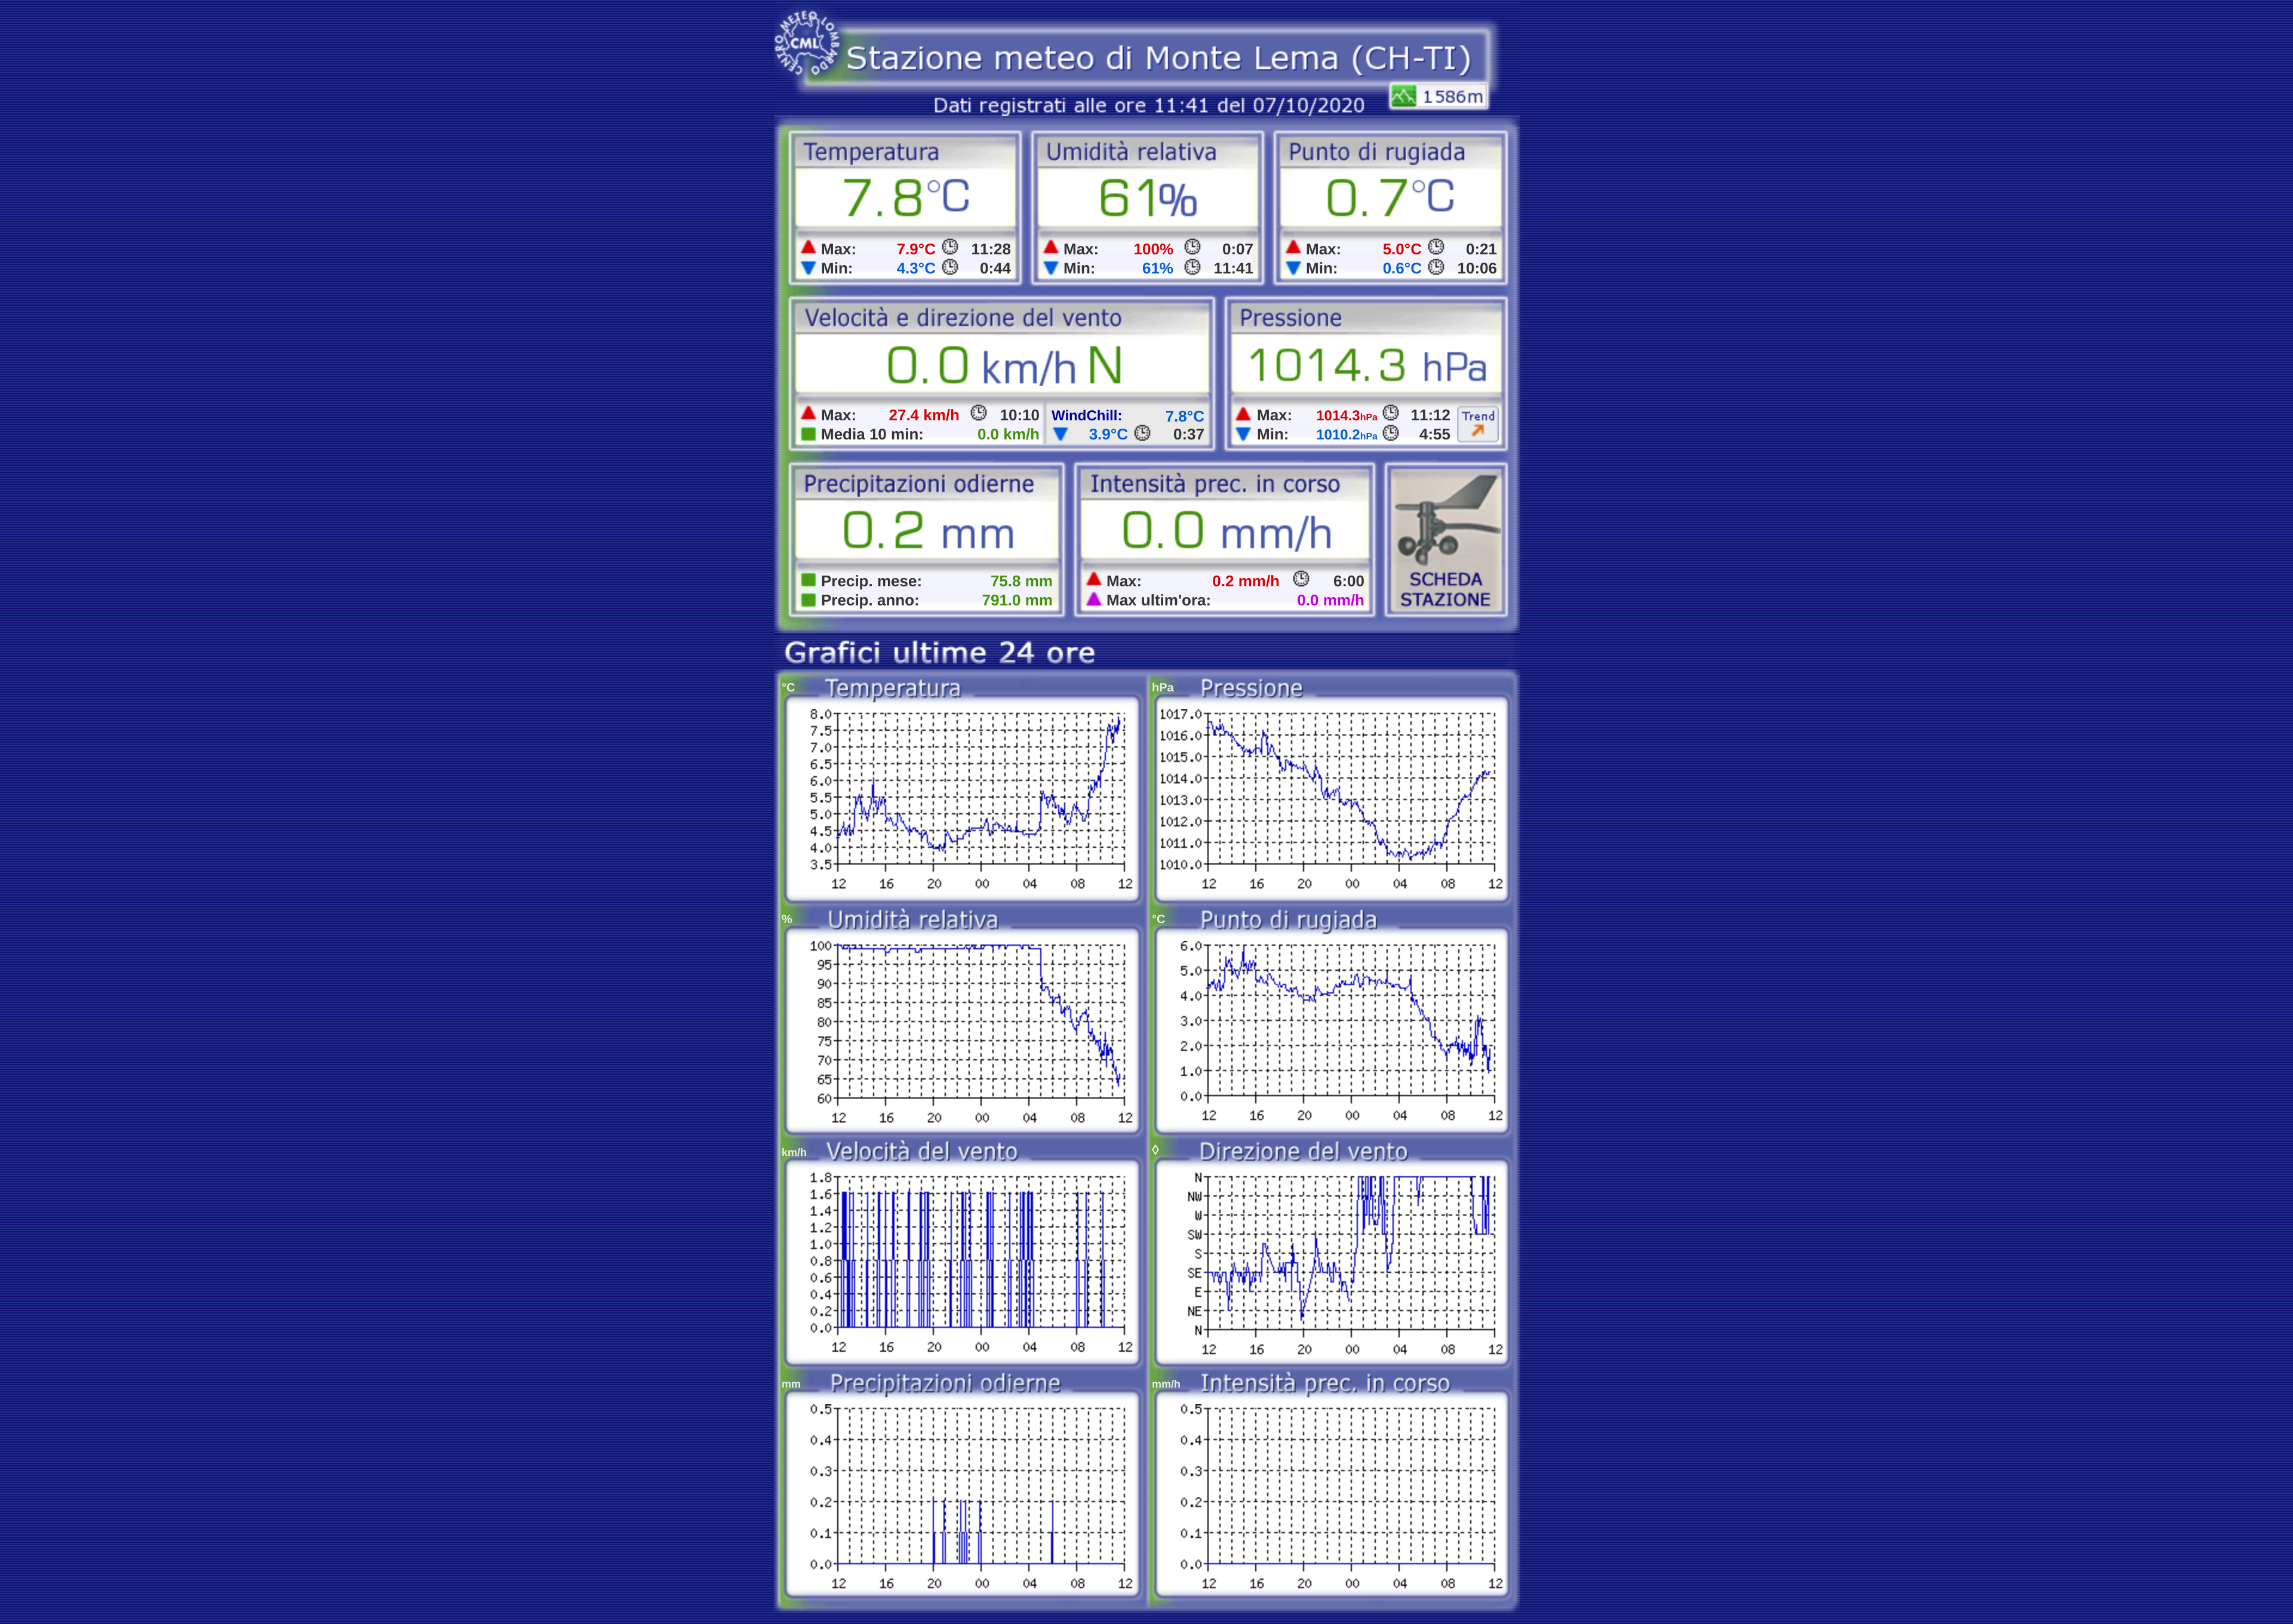 CENTRO METEO LOMBARDO
CML
Stazione meteo di Monte Lema (CH-TI)
1586m
Dati registrati alle ore 11:41 del 07/10/2020
Temperatura
7.8°C
Max: 7.9°C 11:28
Min: 4.3°C 0:44
Umidità relativa
61%
Max: 100% 0:07
Min: 61% 11:41
Punto di rugiada
0.7°C
Max: 5.0°C 0:21
Min: 0.6°C 10:06
Velocità e direzione del vento
0.0 km/h N
Max: 27.4 km/h 10:10
Media 10 min: 0.0 km/h
WindChill: 7.8°C
3.9°C 0:37
Pressione
1014.3 hPa
Max: 1014.3hPa 11:12
Min: 1010.2hPa 4:55
Trend
Precipitazioni odierne
0.2 mm
Precip. mese: 75.8 mm
Precip. anno: 791.0 mm
Intensità prec. in corso
0.0 mm/h
Max: 0.2 mm/h 6:00
Max ultim'ora: 0.0 mm/h
SCHEDA
STAZIONE
Grafici ultime 24 ore
°C Temperatura
8.0
7.5
7.0
6.5
6.0
5.5
5.0
4.5
4.0
3.5
12 16 20 00 04 08 12
hPa Pressione
1017.0
1016.0
1015.0
1014.0
1013.0
1012.0
1011.0
1010.0
12 16 20 00 04 08 12
% Umidità relativa
100
95
90
85
80
75
70
65
60
12 16 20 00 04 08 12
°C Punto di rugiada
6.0
5.0
4.0
3.0
2.0
1.0
0.0
12 16 20 00 04 08 12
km/h Velocità del vento
1.8
1.6
1.4
1.2
1.0
0.8
0.6
0.4
0.2
0.0
12 16 20 00 04 08 12
◊ Direzione del vento
N
NW
W
SW
S
SE
E
NE
N
12 16 20 00 04 08 12
mm Precipitazioni odierne
0.5
0.4
0.3
0.2
0.1
0.0
12 16 20 00 04 08 12
mm/h Intensità prec. in corso
0.5
0.4
0.3
0.2
0.1
0.0
12 16 20 00 04 08 12